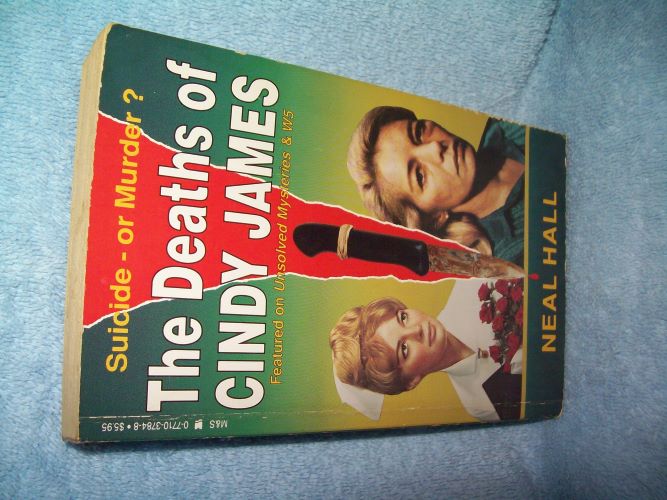 Suicide - or Murder?
The Deaths of
CINDY JAMES
Featured on Unsolved Mysteries & W5
NEAL HALL
M&S
0-7710-3784-8 • $5.95